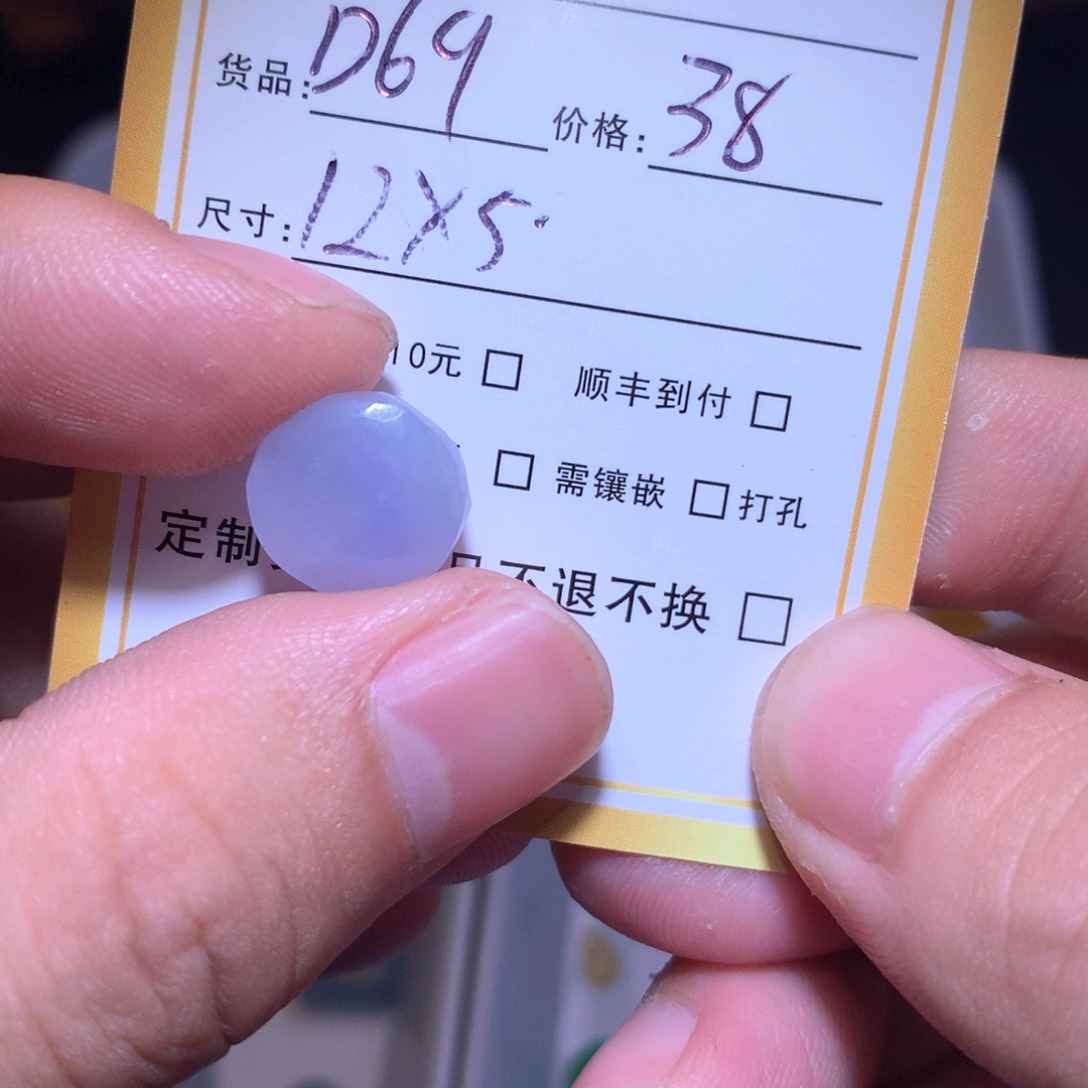 货品: D69 价格: 38
尺寸: 12X5
10元 □ 顺丰到付 □
□ 需镶嵌 □ 打孔
定制 不退不换 □